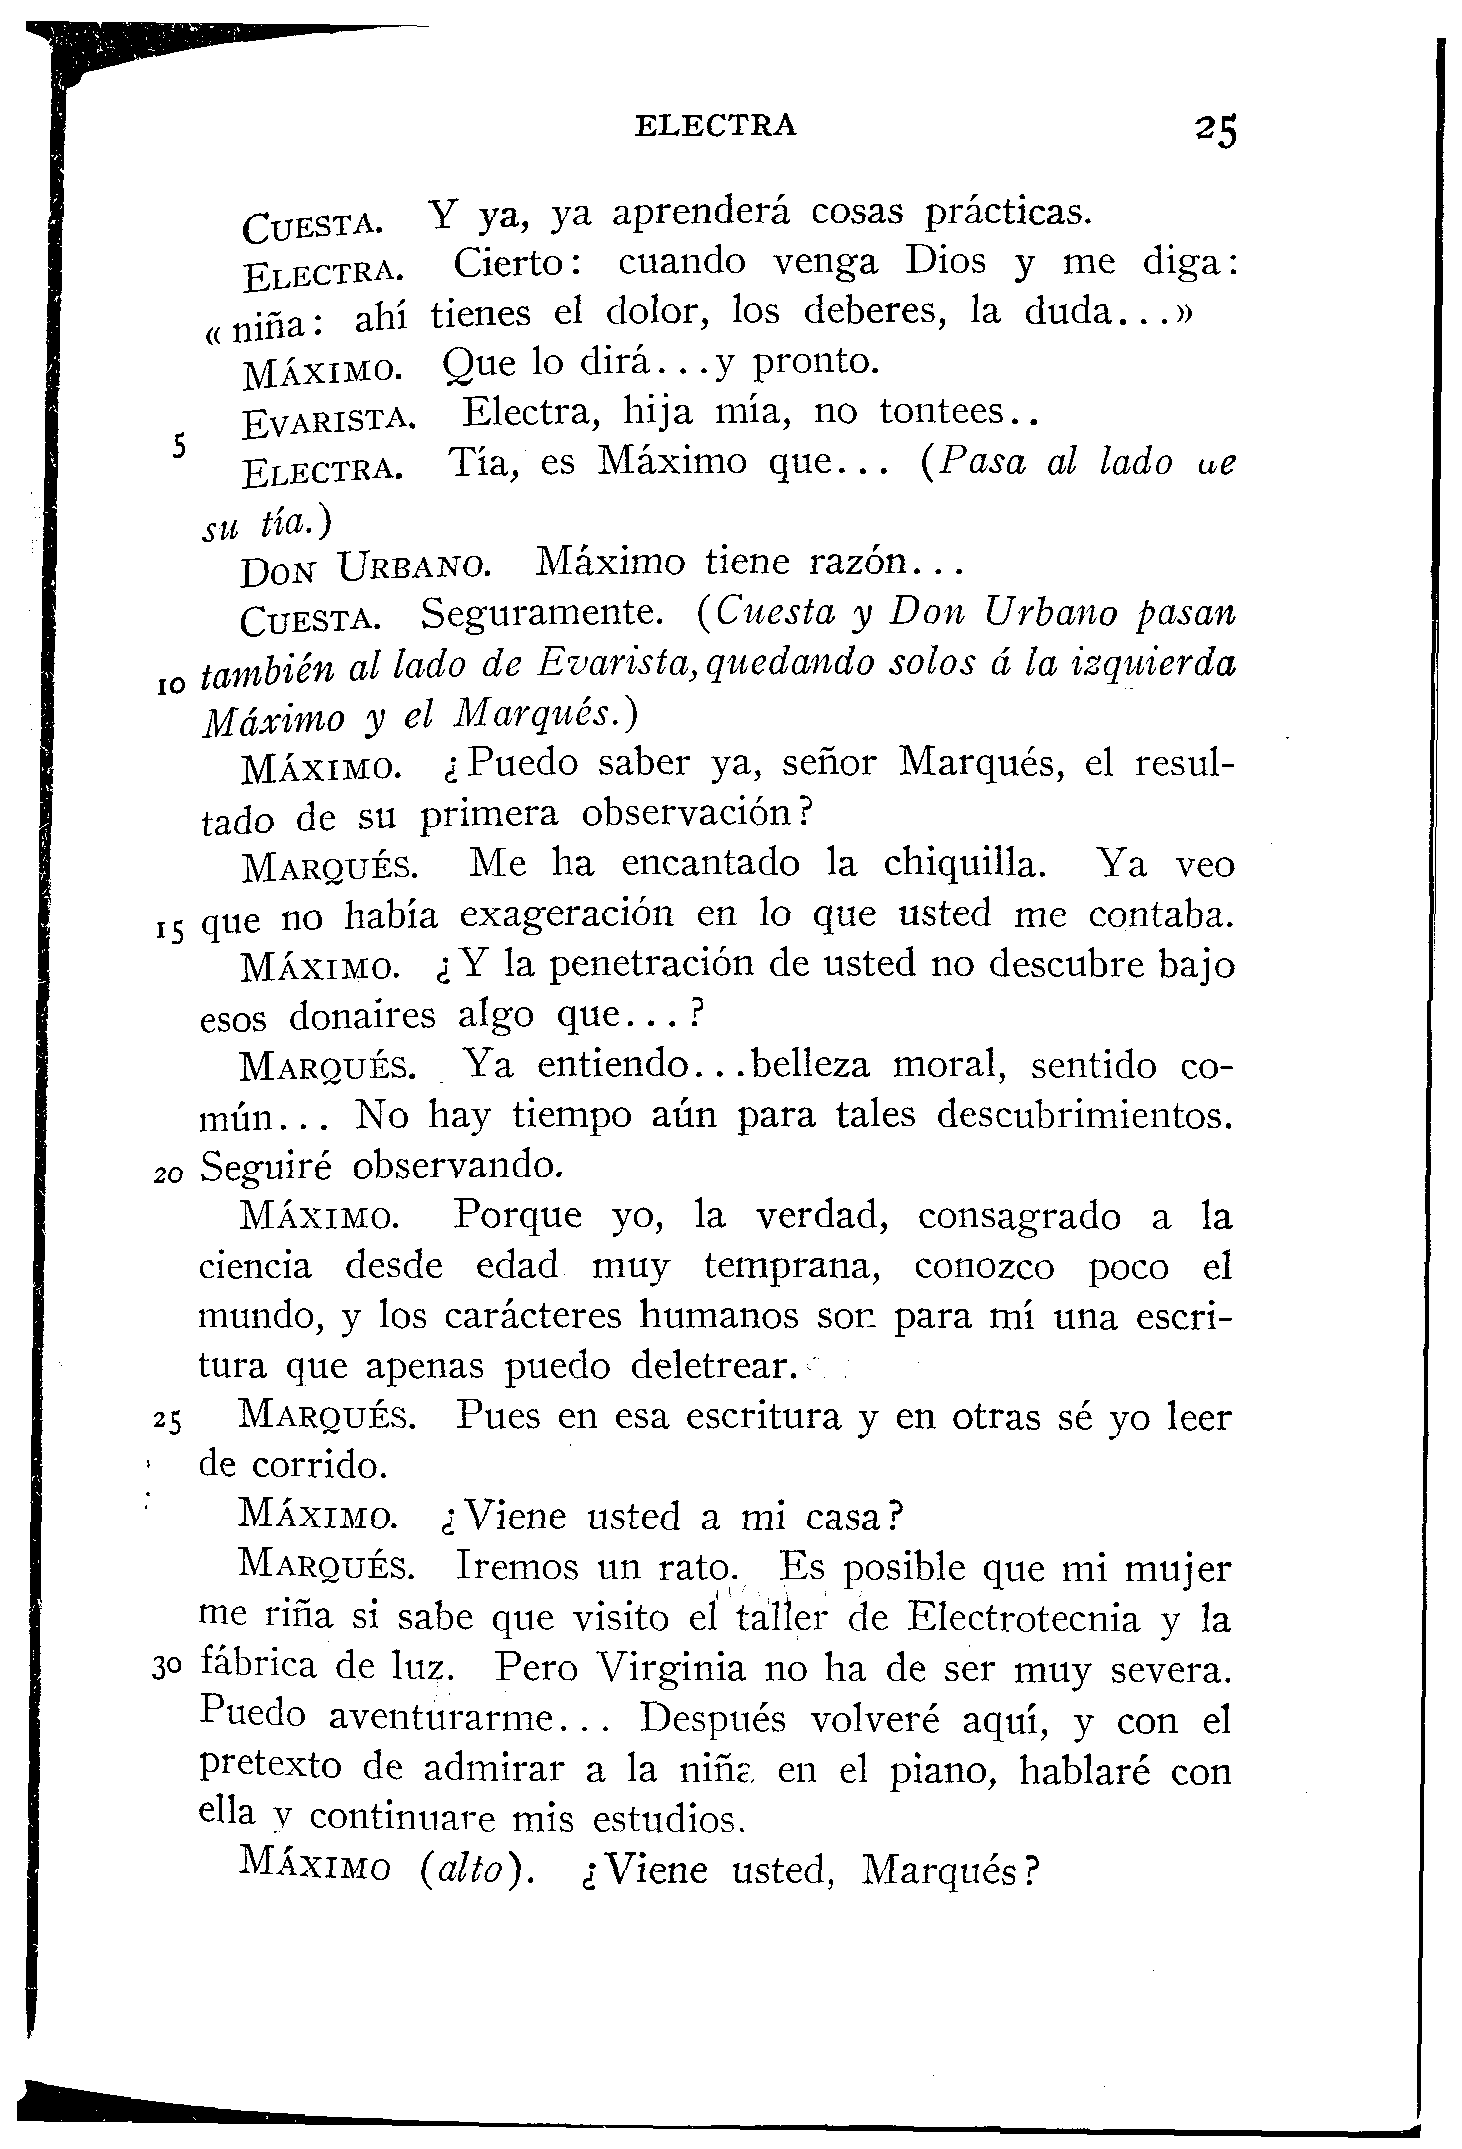 ELECTRA 25
CUESTA. Y ya, ya aprenderá cosas prácticas.
ELECTRA. Cierto: cuando venga Dios y me diga:
« niña: ahí tienes el dolor, los deberes, la duda...»
MÁXIMO. Que lo dirá...y pronto.
5 EVARISTA. Electra, hija mía, no tontees..
ELECTRA. Tía, es Máximo que... (Pasa al lado de
su tía.)
DON URBANO. Máximo tiene razón...
CUESTA. Seguramente. (Cuesta y Don Urbano pasan
10 también al lado de Evarista, quedando solos á la izquierda
Máximo y el Marqués.)
MÁXIMO. ¿Puedo saber ya, señor Marqués, el resul-
tado de su primera observación?
MARQUÉS. Me ha encantado la chiquilla. Ya veo
15 que no había exageración en lo que usted me contaba.
MÁXIMO. ¿Y la penetración de usted no descubre bajo
esos donaires algo que...?
MARQUÉS. Ya entiendo...belleza moral, sentido co-
mún... No hay tiempo aún para tales descubrimientos.
20 Seguiré observando.
MÁXIMO. Porque yo, la verdad, consagrado a la
ciencia desde edad muy temprana, conozco poco el
mundo, y los carácteres humanos son para mí una escri-
tura que apenas puedo deletrear.
25 MARQUÉS. Pues en esa escritura y en otras sé yo leer
de corrido.
MÁXIMO. ¿Viene usted a mi casa?
MARQUÉS. Iremos un rato. Es posible que mi mujer
me riña si sabe que visito el taller de Electrotecnia y la
30 fábrica de luz. Pero Virginia no ha de ser muy severa.
Puedo aventurarme... Después volveré aquí, y con el
pretexto de admirar a la niña en el piano, hablaré con
ella y continuare mis estudios.
MÁXIMO (alto). ¿Viene usted, Marqués?